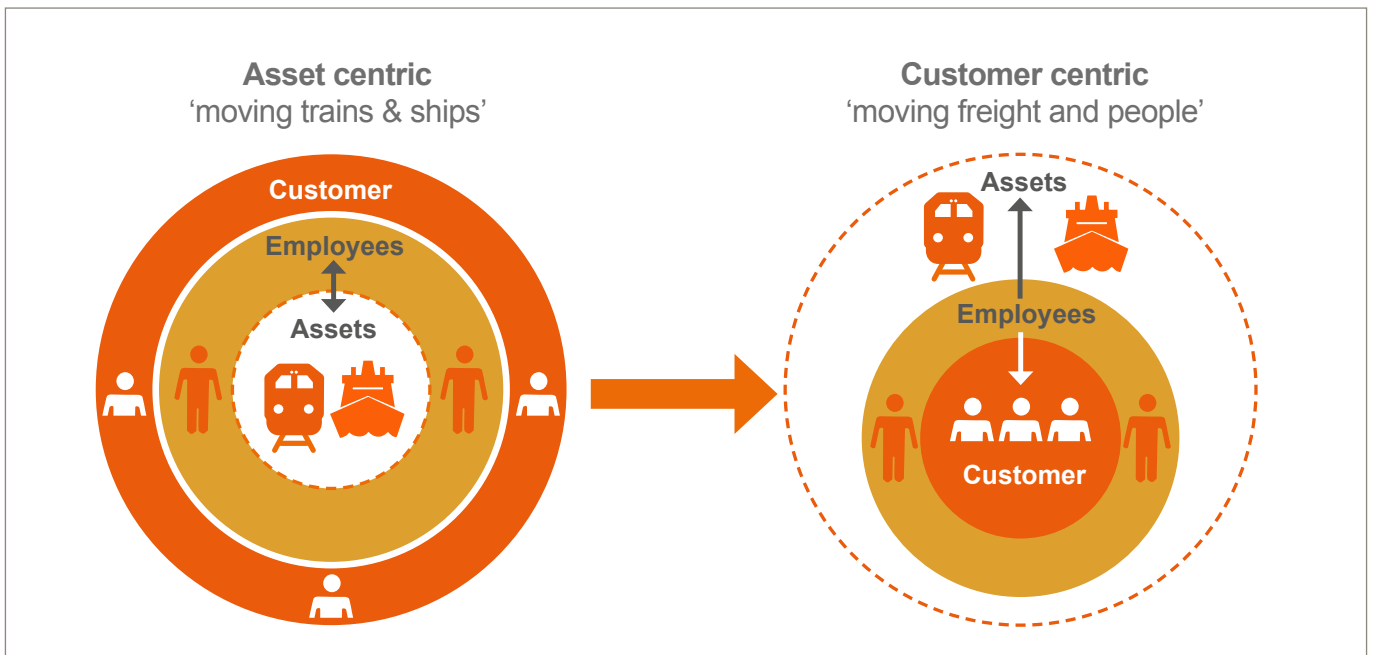 Asset centric
‘moving trains & ships’
Customer
Employees
Assets
Customer centric
‘moving freight and people’
Assets
Employees
Customer